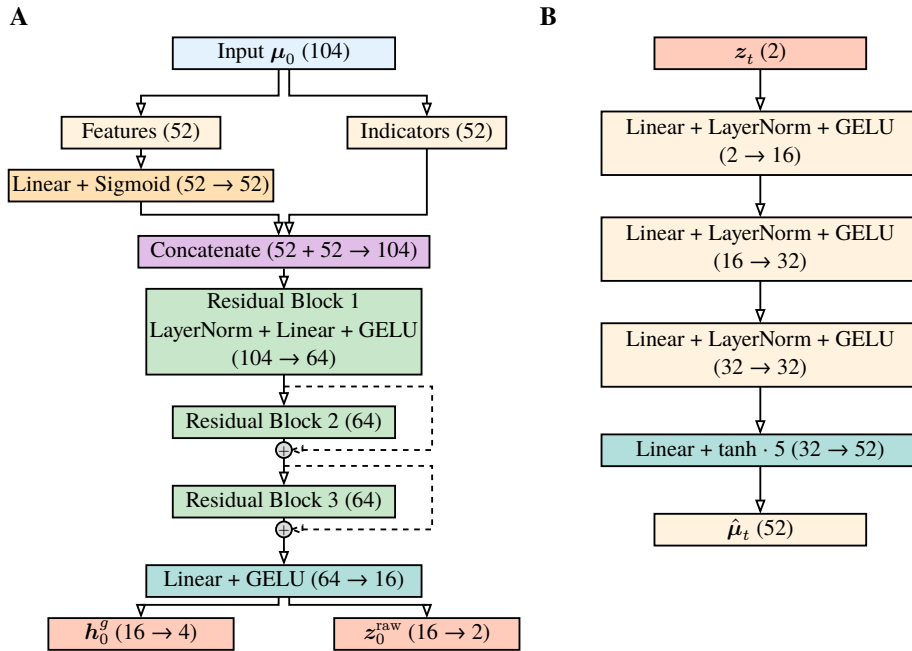 A
Input μ₀ (104)
Features (52)
Indicators (52)
Linear + Sigmoid (52 → 52)
Concatenate (52 + 52 → 104)
Residual Block 1
LayerNorm + Linear + GELU
(104 → 64)
Residual Block 2 (64)
+
Residual Block 3 (64)
+
Linear + GELU (64 → 16)
h₀ᵍ (16 → 4)
z₀ʳᵃʷ (16 → 2)
B
zₜ (2)
Linear + LayerNorm + GELU
(2 → 16)
Linear + LayerNorm + GELU
(16 → 32)
Linear + LayerNorm + GELU
(32 → 32)
Linear + tanh · 5 (32 → 52)
μ̂ₜ (52)